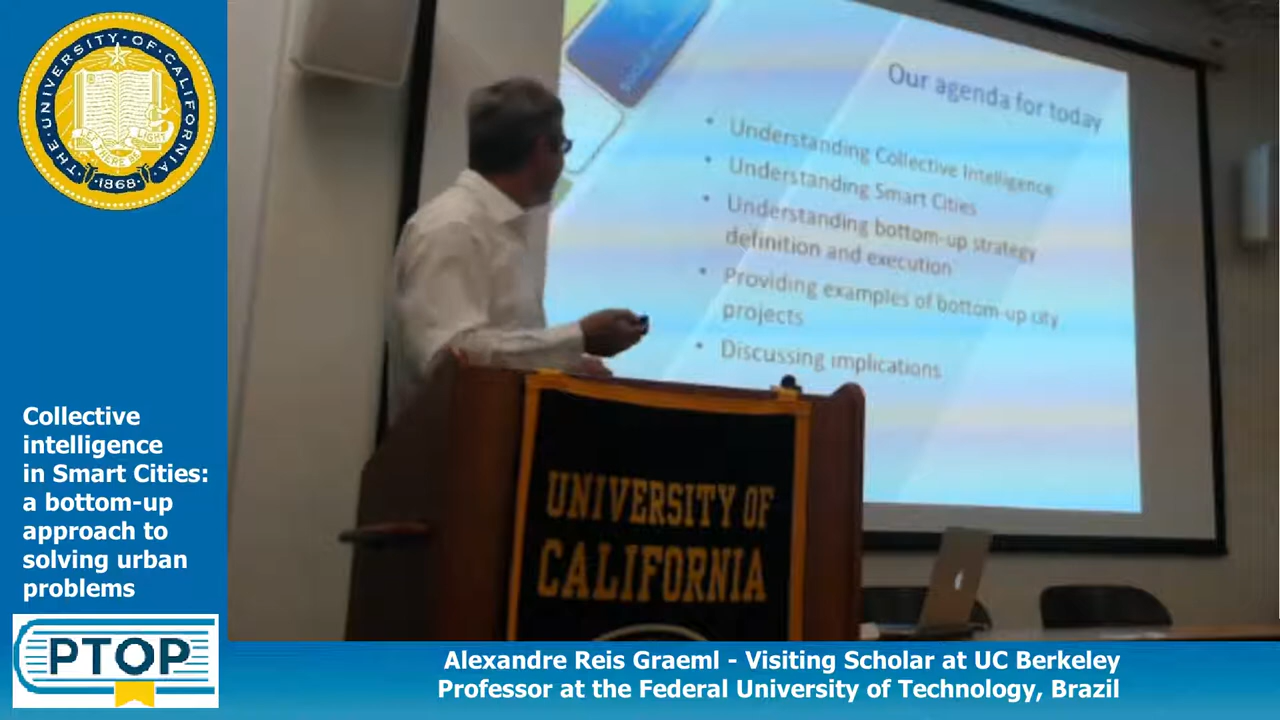 THE UNIVERSITY OF CALIFORNIA
LET THERE BE LIGHT
1868
Collective
intelligence
in Smart Cities:
a bottom-up
approach to
solving urban
problems
PTOP
Our agenda for today
• Understanding Collective Intelligence
• Understanding Smart Cities
• Understanding bottom-up strategy
definition and execution
• Providing examples of bottom-up city
projects
• Discussing implications
UNIVERSITY OF
CALIFORNIA
Alexandre Reis Graeml - Visiting Scholar at UC Berkeley
Professor at the Federal University of Technology, Brazil